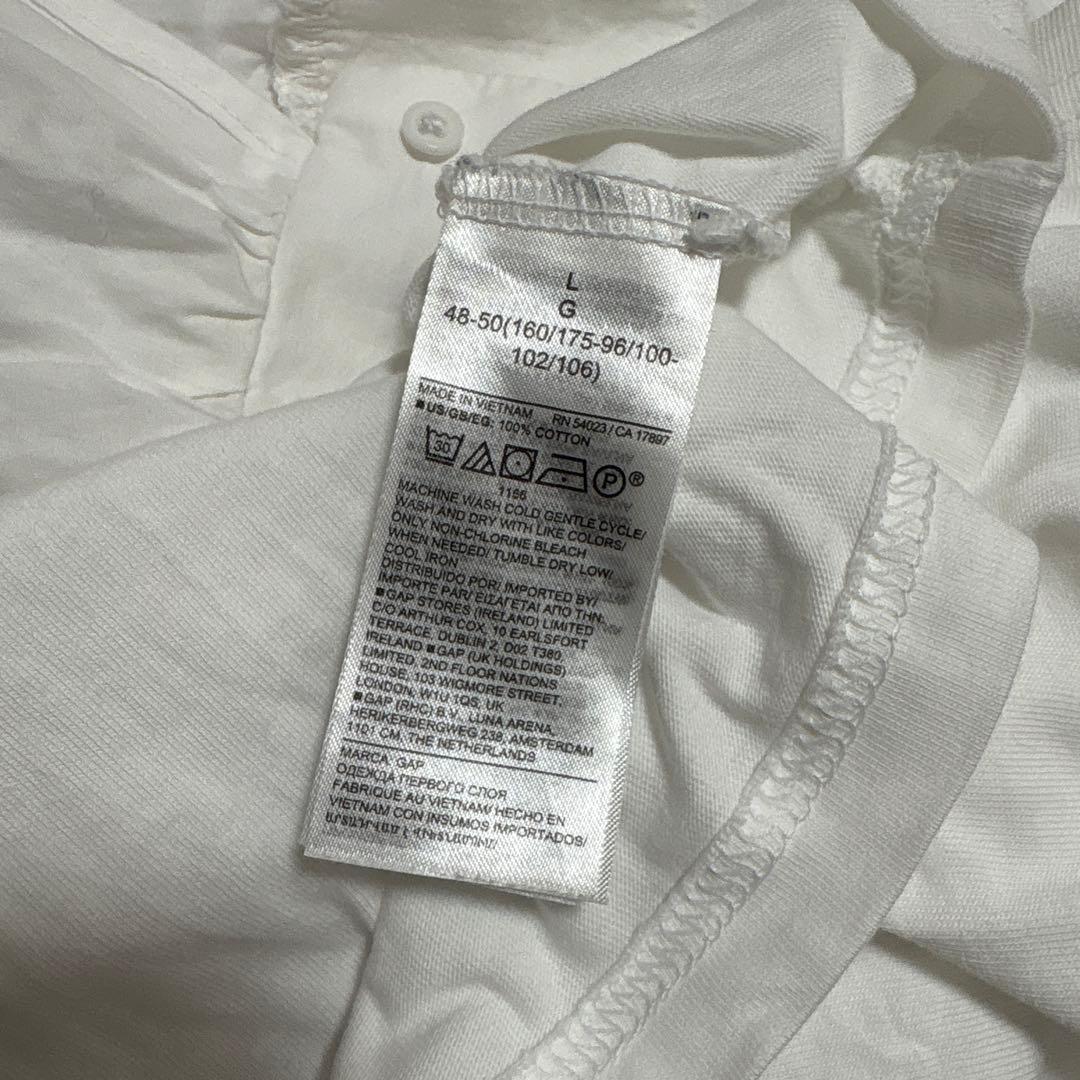 L
G
48-50(160/175-96/100-
102/106)
MADE IN VIETNAM RN 54023 / CA 17897
■US/GB/EG: 100% COTTON
30 P ®
1166
MACHINE WASH COLD GENTLE CYCLE/
WASH AND DRY WITH LIKE COLORS/
ONLY NON-CHLORINE BLEACH
WHEN NEEDED/ TUMBLE DRY LOW/
COOL IRON
DISTRIBUIDO POR/ IMPORTED BY/
IMPORTE PAR/ ΕΙΣΑΓΕΤΑΙ ΑΠΟ ΤΗΝ:
■GAP STORES (IRELAND) LIMITED
C/O ARTHUR COX, 10 EARLSFORT
TERRACE, DUBLIN 2, D02 T380,
IRELAND ■GAP (UK HOLDINGS)
LIMITED, 2ND FLOOR NATIONS
HOUSE, 103 WIGMORE STREET,
LONDON, W1U 1QS, UK
■GAP (RHC) B.V., LUNA ARENA,
HERIKERBERGWEG 238, AMSTERDAM
1101 CM, THE NETHERLANDS
MARCA: GAP
ОДЕЖДА ПЕРВОГО СЛОЯ
FABRIQUE AU VIETNAM/ HECHO EN
VIETNAM CON INSUMOS IMPORTADOS/
ԱՐՏԱԴՐՎԱԾ Է ՎԻԵՏՆԱՄՈՒՄ/